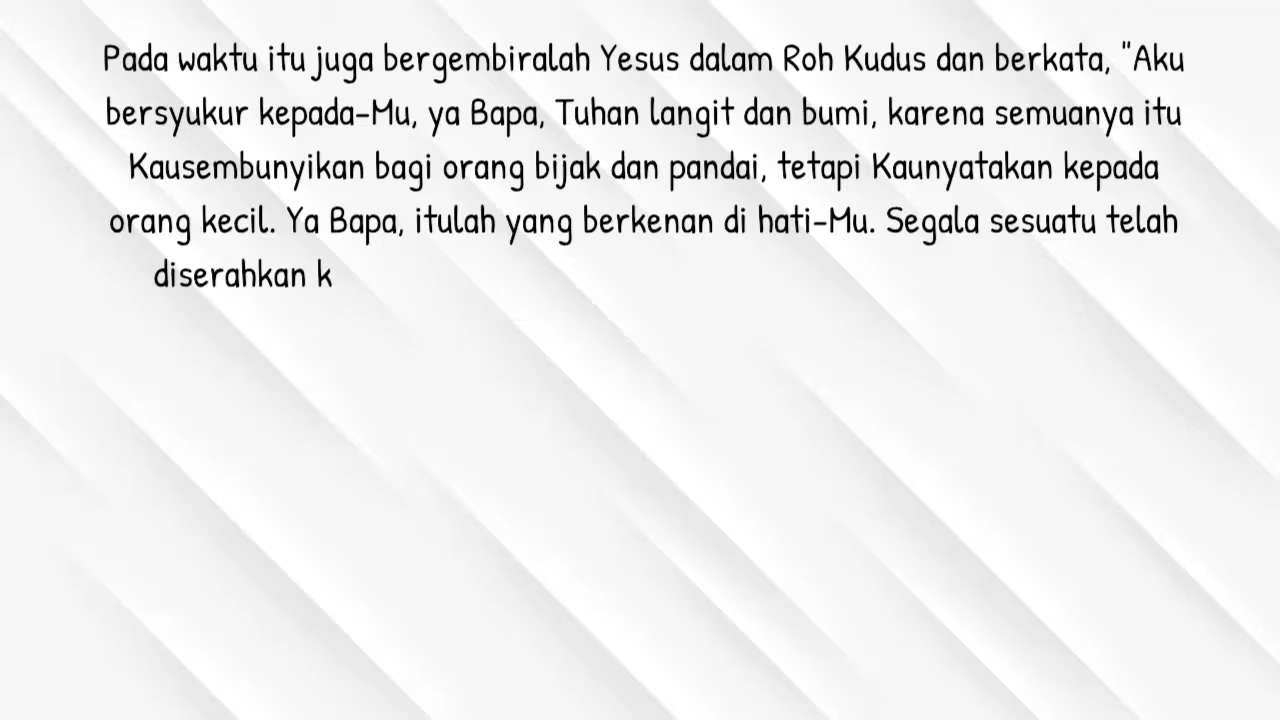 Pada waktu itu juga bergembiralah Yesus dalam Roh Kudus dan berkata, "Aku
bersyukur kepada-Mu, ya Bapa, Tuhan langit dan bumi, karena semuanya itu
Kausembunyikan bagi orang bijak dan pandai, tetapi Kaunyatakan kepada
orang kecil. Ya Bapa, itulah yang berkenan di hati-Mu. Segala sesuatu telah
diserahkan k